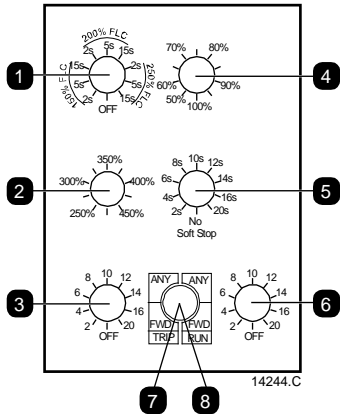 200% FLC
2s 5s 15s
15s 2s
150% FLC 5s 5s 250% FLC
2s 15s
OFF
70% 80%
60% 90%
50% 100%
1
4
350%
300% 400%
250% 450%
8s 10s 12s
6s 14s
4s 16s
2s 20s
No
Soft Stop
2
5
10
8 12
6 14
4 16
2 20
OFF
ANY ANY
FWD FWD
TRIP RUN
10
8 12
6 14
4 16
2 20
OFF
3
6
14244.C
7 8